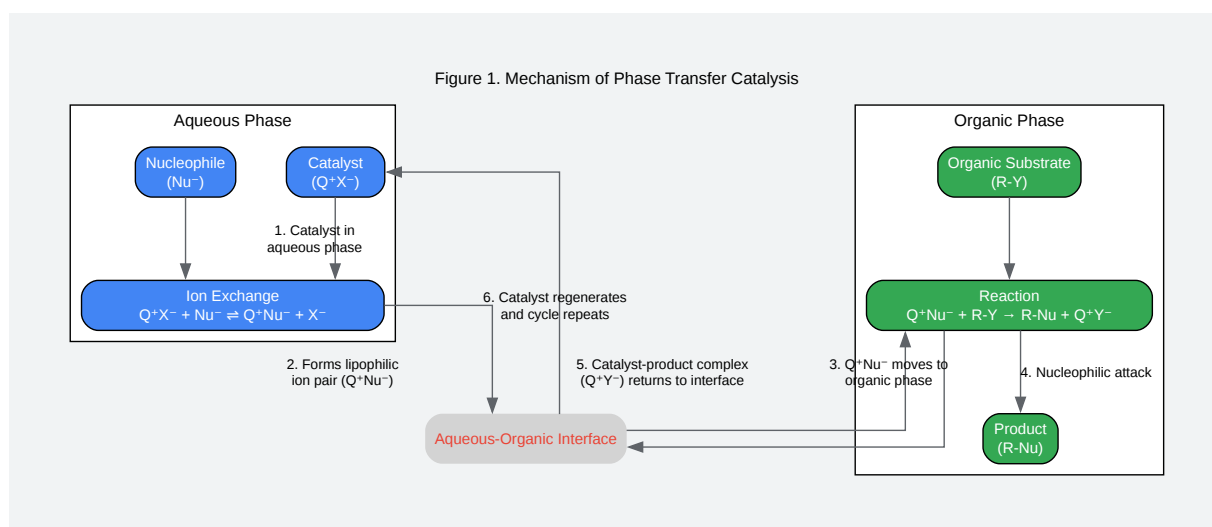 Figure 1. Mechanism of Phase Transfer Catalysis
Aqueous Phase
Nucleophile
(Nu⁻)
Catalyst
(Q⁺X⁻)
1. Catalyst in
aqueous phase
Ion Exchange
Q⁺X⁻ + Nu⁻ ⇌ Q⁺Nu⁻ + X⁻
2. Forms lipophilic
ion pair (Q⁺Nu⁻)
6. Catalyst regenerates
and cycle repeats
5. Catalyst-product complex
(Q⁺Y⁻) returns to interface
Aqueous-Organic Interface
Organic Phase
Organic Substrate
(R-Y)
Reaction
Q⁺Nu⁻ + R-Y → R-Nu + Q⁺Y⁻
3. Q⁺Nu⁻ moves to
organic phase
4. Nucleophilic attack
Product
(R-Nu)